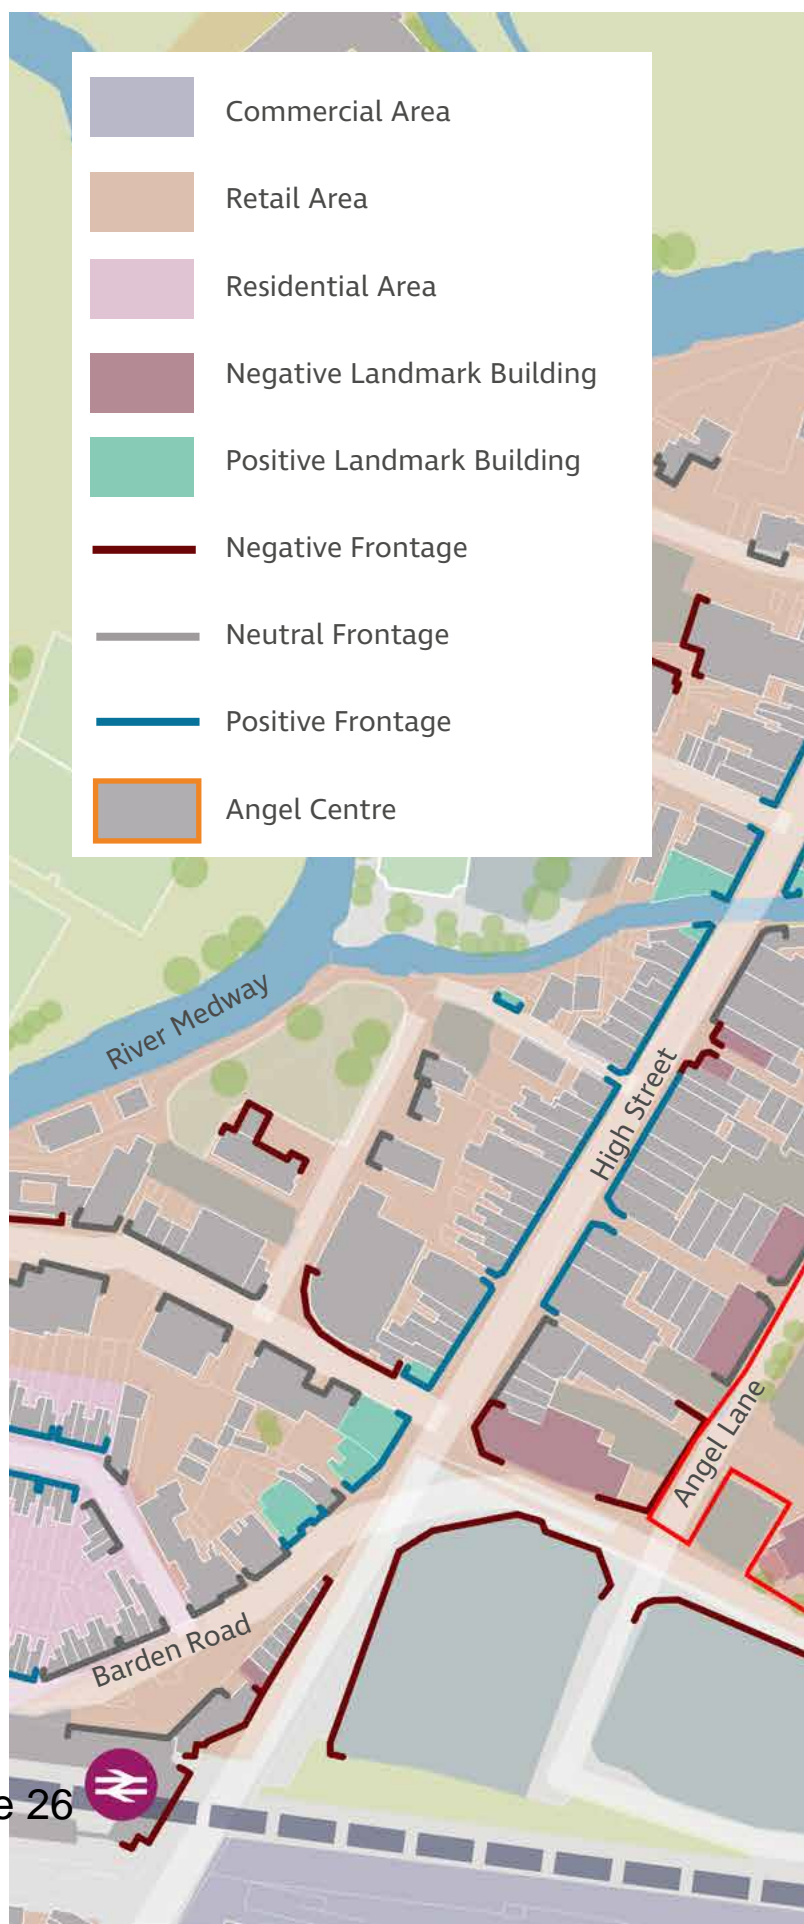 Commercial Area
Retail Area
Residential Area
Negative Landmark Building
Positive Landmark Building
Negative Frontage
Neutral Frontage
Positive Frontage
Angel Centre
River Medway
High Street
Angel Lane
Barden Road
26